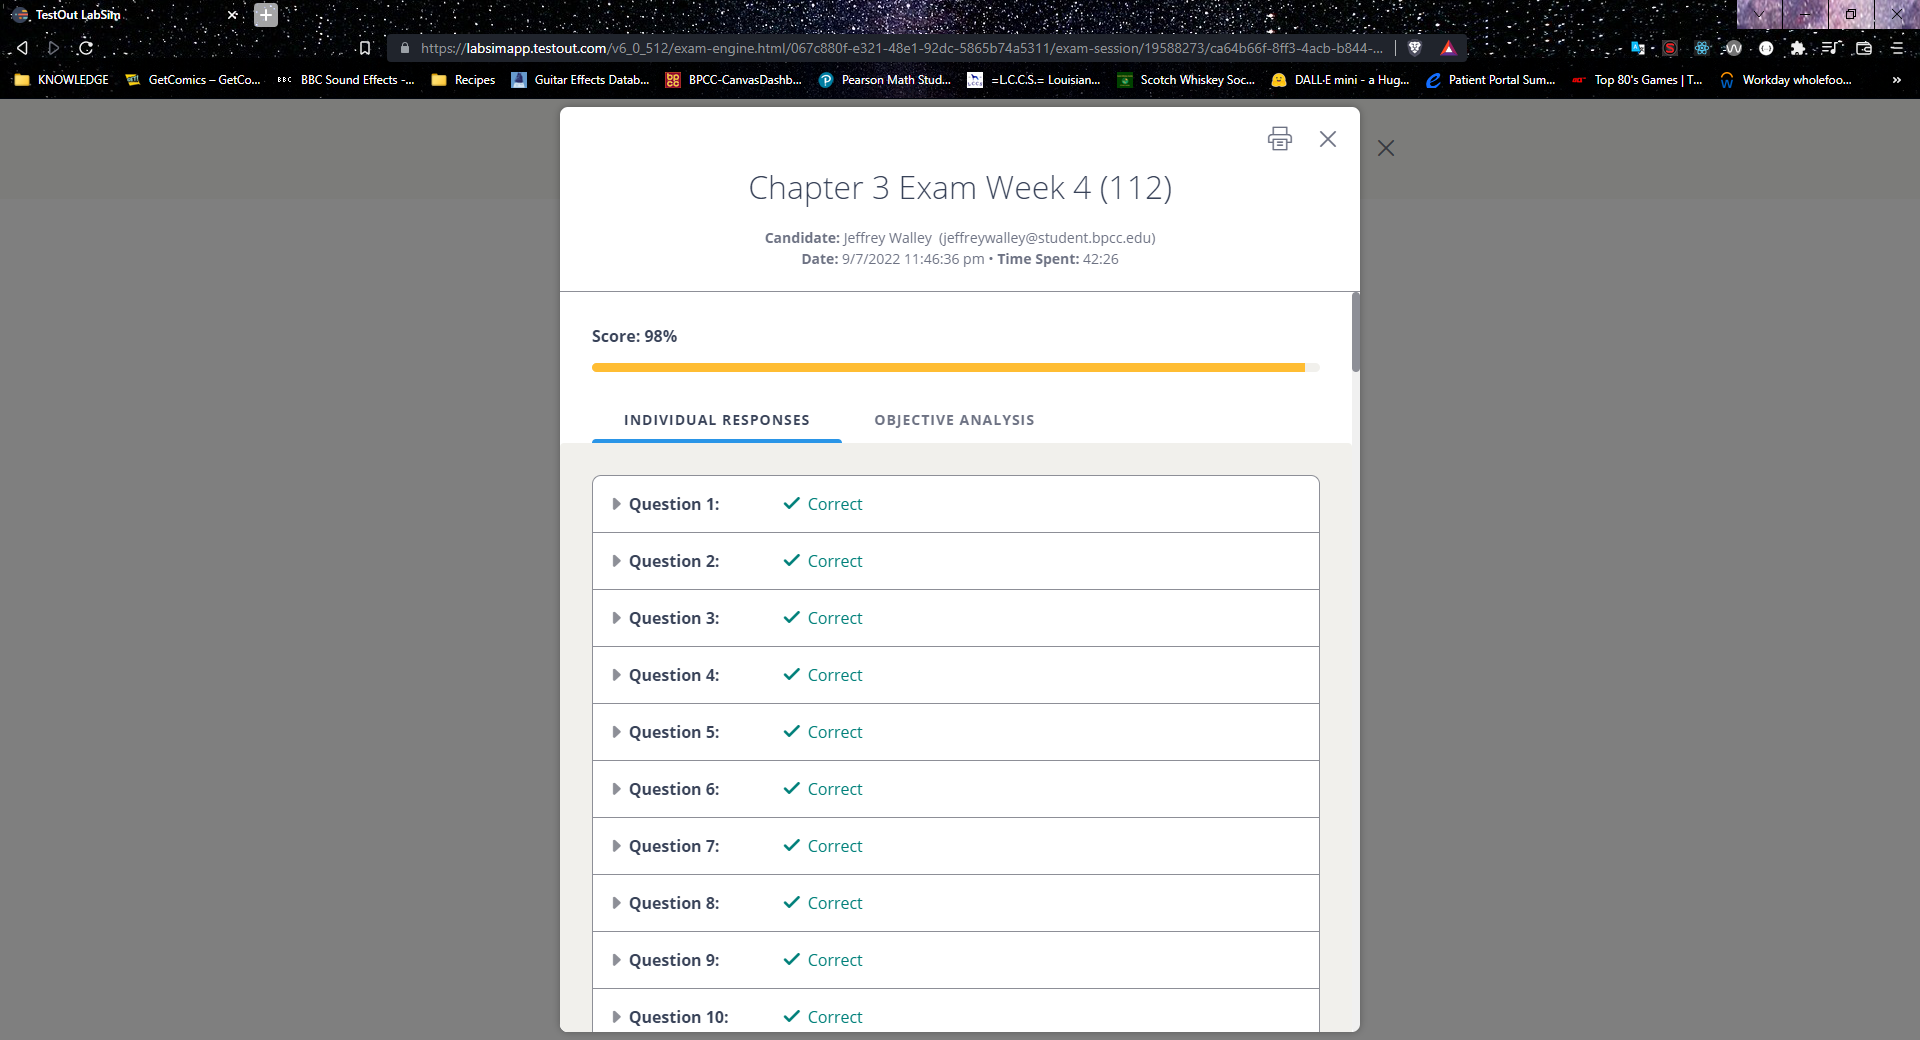 TestOut LabSim
https://labsimapp.testout.com/v6_0_512/exam-engine.html/067c880f-e321-48e1-92dc-5865b74a5311/exam-session/19588273/ca64b66f-8ff3-4acb-b844-...
KNOWLEDGE GetComics – GetCo... BBC BBC Sound Effects -... Recipes Guitar Effects Datab... BPCC-CanvasDashb... Pearson Math Stud... =L.C.C.S.= Louisian... Scotch Whiskey Soc... DALL·E mini - a Hug... Patient Portal Sum... Top 80's Games | T... Workday wholefoo... »
Chapter 3 Exam Week 4 (112)
Candidate: Jeffrey Walley (jeffreywalley@student.bpcc.edu)
Date: 9/7/2022 11:46:36 pm • Time Spent: 42:26
Score: 98%
INDIVIDUAL RESPONSES OBJECTIVE ANALYSIS
Question 1: Correct
Question 2: Correct
Question 3: Correct
Question 4: Correct
Question 5: Correct
Question 6: Correct
Question 7: Correct
Question 8: Correct
Question 9: Correct
Question 10: Correct